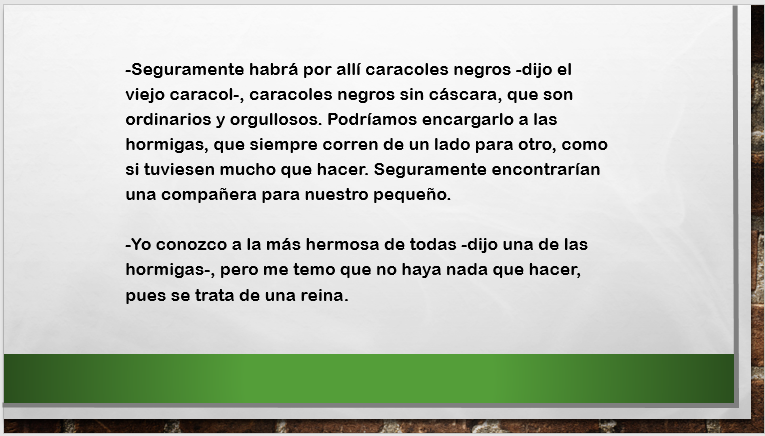 -Seguramente habrá por allí caracoles negros -dijo el
viejo caracol-, caracoles negros sin cáscara, que son
ordinarios y orgullosos. Podríamos encargarlo a las
hormigas, que siempre corren de un lado para otro, como
si tuviesen mucho que hacer. Seguramente encontrarían
una compañera para nuestro pequeño.
-Yo conozco a la más hermosa de todas -dijo una de las
hormigas-, pero me temo que no haya nada que hacer,
pues se trata de una reina.